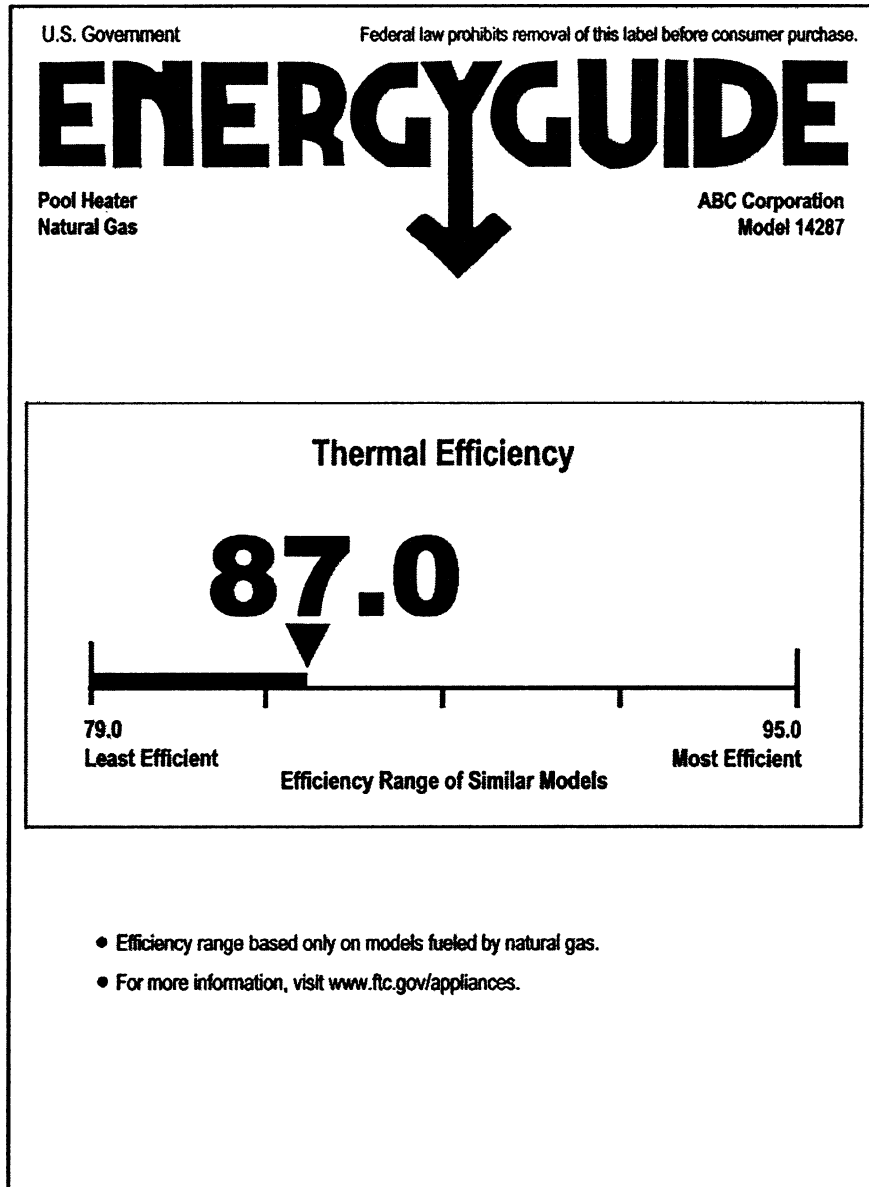 U.S. Government Federal law prohibits removal of this label before consumer purchase.
ENERGYGUIDE
Pool Heater
Natural Gas
ABC Corporation
Model 14287
Thermal Efficiency
87.0
79.0 95.0
Least Efficient Most Efficient
Efficiency Range of Similar Models
● Efficiency range based only on models fueled by natural gas.
● For more information, visit www.ftc.gov/appliances.